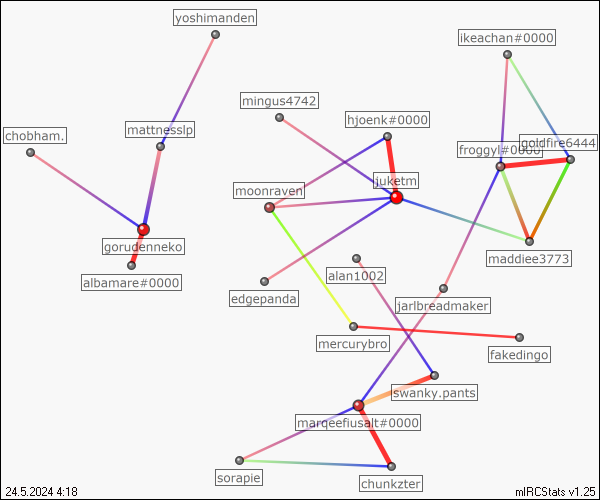 yoshimanden
ikeachan#0000
mingus4742
hjoenk#0000
chobham.
mattnesslp
goldfire6444
froggyl#0000
juketm
moonraven
gorudenneko
maddiee3773
albamare#0000
alan1002
edgepanda
jarlbreadmaker
mercurybro
fakedingo
swanky.pants
marqeefiusalt#0000
sorapie
chunkzter
24.5.2024 4:18
mIRCStats v1.25